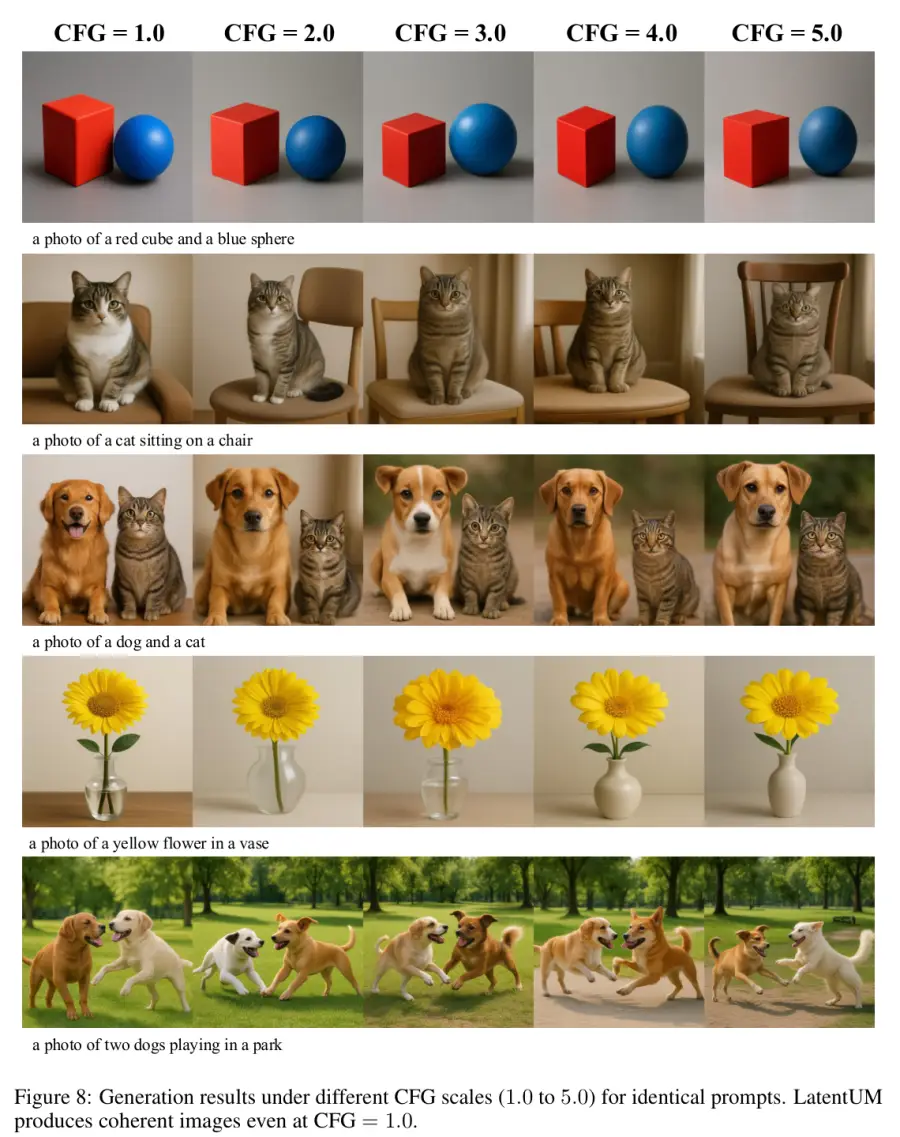 CFG = 1.0 CFG = 2.0 CFG = 3.0 CFG = 4.0 CFG = 5.0
a photo of a red cube and a blue sphere
a photo of a cat sitting on a chair
a photo of a dog and a cat
a photo of a yellow flower in a vase
a photo of two dogs playing in a park
Figure 8: Generation results under different CFG scales (1.0 to 5.0) for identical prompts. LatentUM
produces coherent images even at CFG = 1.0.